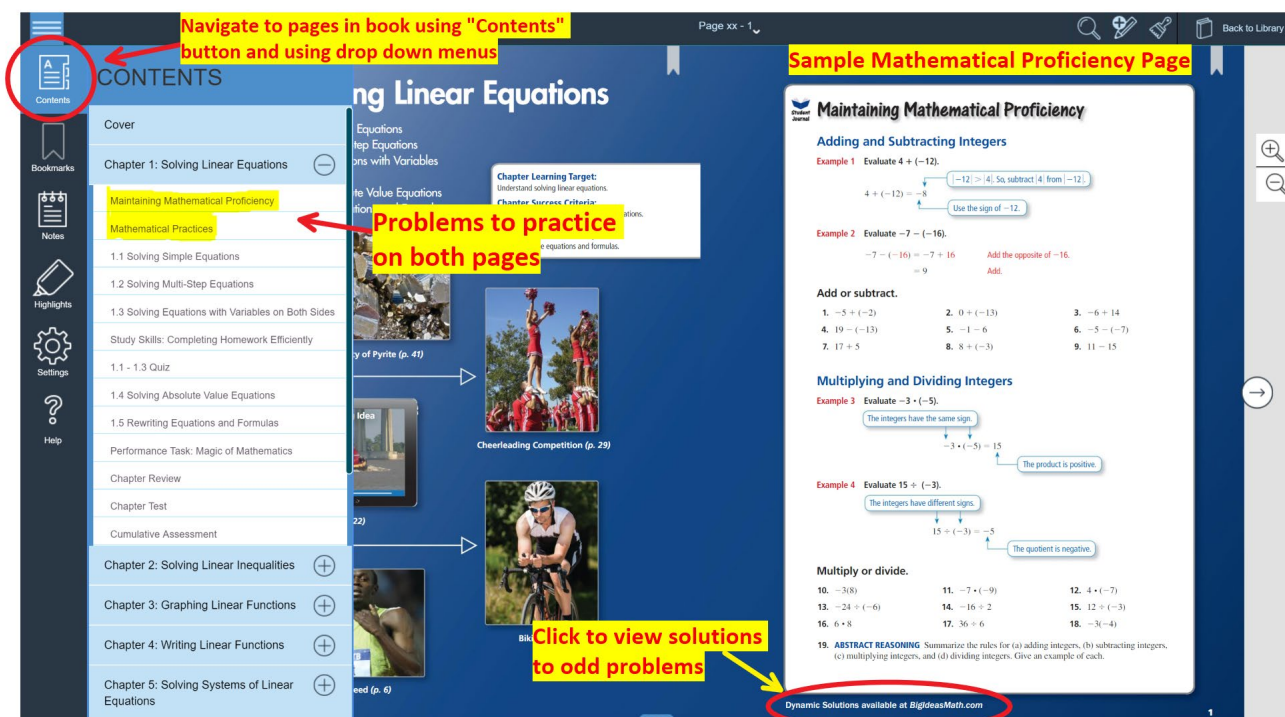 Navigate to pages in book using "Contents"
button and using drop down menus
Page xx - 1
Back to Library
Contents
Bookmarks
Notes
Highlights
Settings
Help
CONTENTS
Cover
Chapter 1: Solving Linear Equations
Maintaining Mathematical Proficiency
Mathematical Practices
1.1 Solving Simple Equations
1.2 Solving Multi-Step Equations
1.3 Solving Equations with Variables on Both Sides
Study Skills: Completing Homework Efficiently
1.1 - 1.3 Quiz
1.4 Solving Absolute Value Equations
1.5 Rewriting Equations and Formulas
Performance Task: Magic of Mathematics
Chapter Review
Chapter Test
Cumulative Assessment
Chapter 2: Solving Linear Inequalities
Chapter 3: Graphing Linear Functions
Chapter 4: Writing Linear Functions
Chapter 5: Solving Systems of Linear
Equations
Linear Equations
Equations
Equations
with Variables
Value Equations
Chapter Learning Target:
Understand solving linear equations.
Chapter Success Criteria:
equations and formulas.
Problems to practice
on both pages
of Pyrite (p. 41)
Idea
Cheerleading Competition (p. 29)
22)
(p. 6)
Click to view solutions
to odd problems
Sample Mathematical Proficiency Page
Student
Journal
Maintaining Mathematical Proficiency
Adding and Subtracting Integers
Example 1 Evaluate 4 + (−12).
|−12| > |4|. So, subtract |4| from |−12|.
4 + (−12) = −8
Use the sign of −12.
Example 2 Evaluate −7 − (−16).
−7 − (−16) = −7 + 16 Add the opposite of −16.
= 9 Add.
Add or subtract.
1. −5 + (−2) 2. 0 + (−13) 3. −6 + 14
4. 19 − (−13) 5. −1 − 6 6. −5 − (−7)
7. 17 + 5 8. 8 + (−3) 9. 11 − 15
Multiplying and Dividing Integers
Example 3 Evaluate −3 • (−5).
The integers have the same sign.
−3 • (−5) = 15
The product is positive.
Example 4 Evaluate 15 ÷ (−3).
The integers have different signs.
15 ÷ (−3) = −5
The quotient is negative.
Multiply or divide.
10. −3(8) 11. −7 • (−9) 12. 4 • (−7)
13. −24 ÷ (−6) 14. −16 ÷ 2 15. 12 ÷ (−3)
16. 6 • 8 17. 36 ÷ 6 18. −3(−4)
19. ABSTRACT REASONING Summarize the rules for (a) adding integers, (b) subtracting integers,
(c) multiplying integers, and (d) dividing integers. Give an example of each.
Dynamic Solutions available at BigIdeasMath.com
1